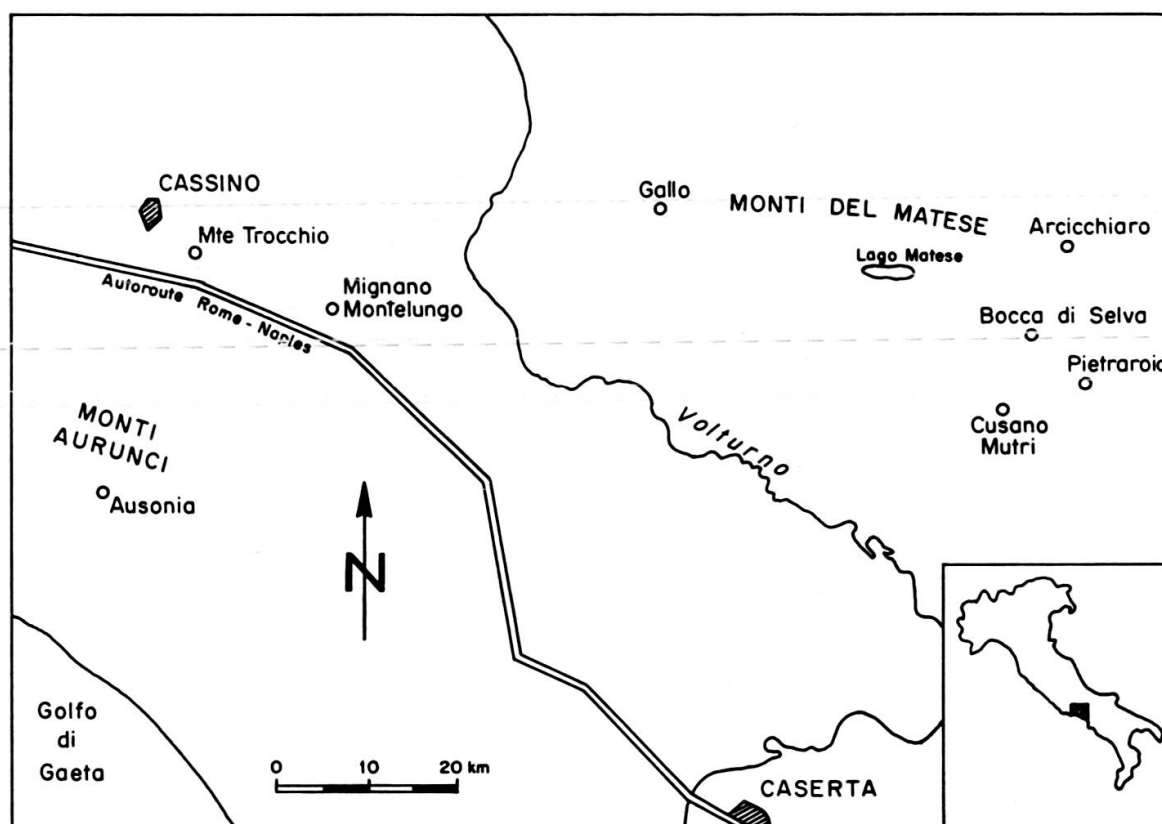 CASSINO
Mte Trocchio
Autoroute Rome - Naples
Mignano
Montelungo
Gallo
MONTI DEL MATESE
Lago Matese
Arcicchiaro
Bocca di Selva
Pietraroia
Cusano
Mutri
Volturno
MONTI
AURUNCI
Ausonia
N
Golfo
di
Gaeta
0 10 20 km
CASERTA